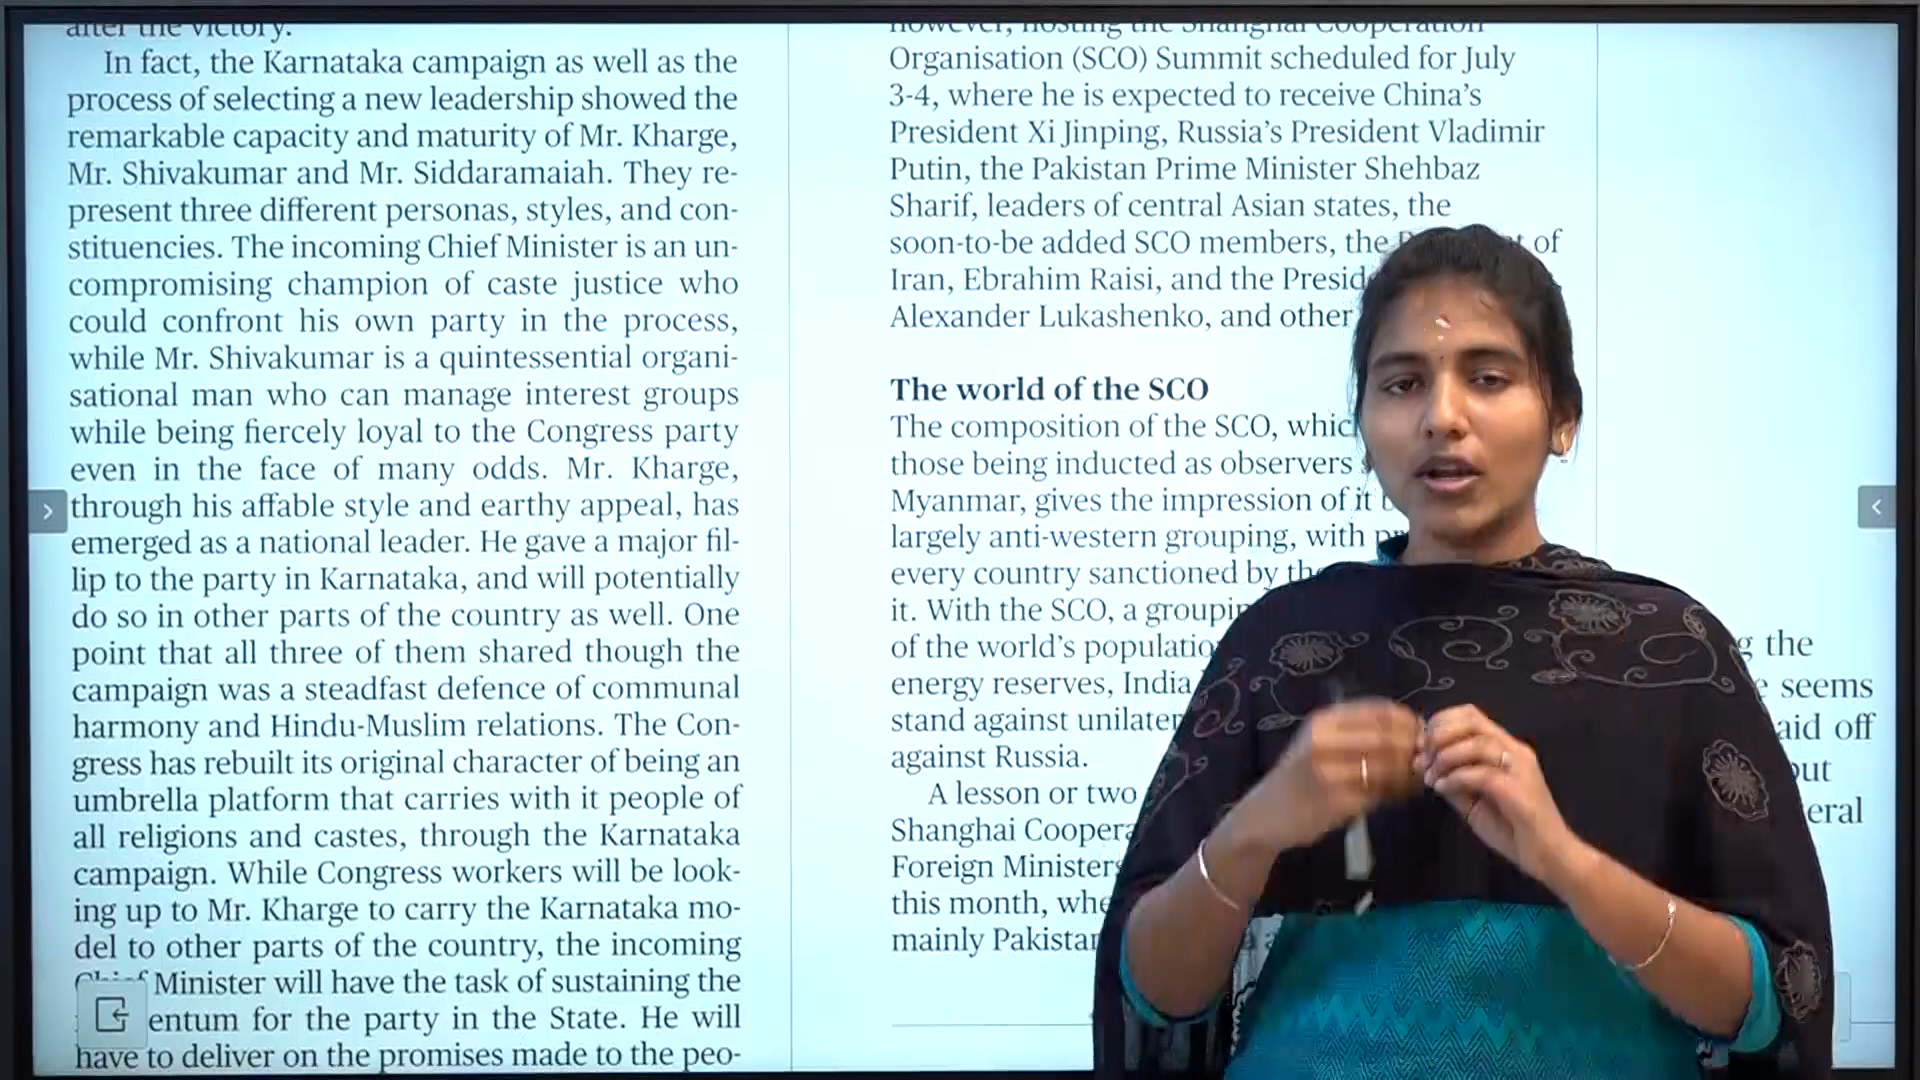 after the victory.
In fact, the Karnataka campaign as well as the
process of selecting a new leadership showed the
remarkable capacity and maturity of Mr. Kharge,
Mr. Shivakumar and Mr. Siddaramaiah. They re-
present three different personas, styles, and con-
stituencies. The incoming Chief Minister is an un-
compromising champion of caste justice who
could confront his own party in the process,
while Mr. Shivakumar is a quintessential organi-
sational man who can manage interest groups
while being fiercely loyal to the Congress party
even in the face of many odds. Mr. Kharge,
through his affable style and earthy appeal, has
emerged as a national leader. He gave a major fil-
lip to the party in Karnataka, and will potentially
do so in other parts of the country as well. One
point that all three of them shared though the
campaign was a steadfast defence of communal
harmony and Hindu-Muslim relations. The Con-
gress has rebuilt its original character of being an
umbrella platform that carries with it people of
all religions and castes, through the Karnataka
campaign. While Congress workers will be look-
ing up to Mr. Kharge to carry the Karnataka mo-
del to other parts of the country, the incoming
Chief Minister will have the task of sustaining the
entum for the party in the State. He will
have to deliver on the promises made to the peo-
however, hosting the Shanghai Cooperation
Organisation (SCO) Summit scheduled for July
3-4, where he is expected to receive China’s
President Xi Jinping, Russia’s President Vladimir
Putin, the Pakistan Prime Minister Shehbaz
Sharif, leaders of central Asian states, the
soon-to-be added SCO members, the of
Iran, Ebrahim Raisi, and the Presid
Alexander Lukashenko, and other
The world of the SCO
The composition of the SCO, which
those being inducted as observers
Myanmar, gives the impression of it
largely anti-western grouping, with
every country sanctioned by the
it. With the SCO, a groupin
of the world’s populatio
energy reserves, India
stand against unilater
against Russia.
A lesson or two
Shanghai Coopera
Foreign Ministers
this month, whe
mainly Pakistan
g the
seems
aid off
out
eral